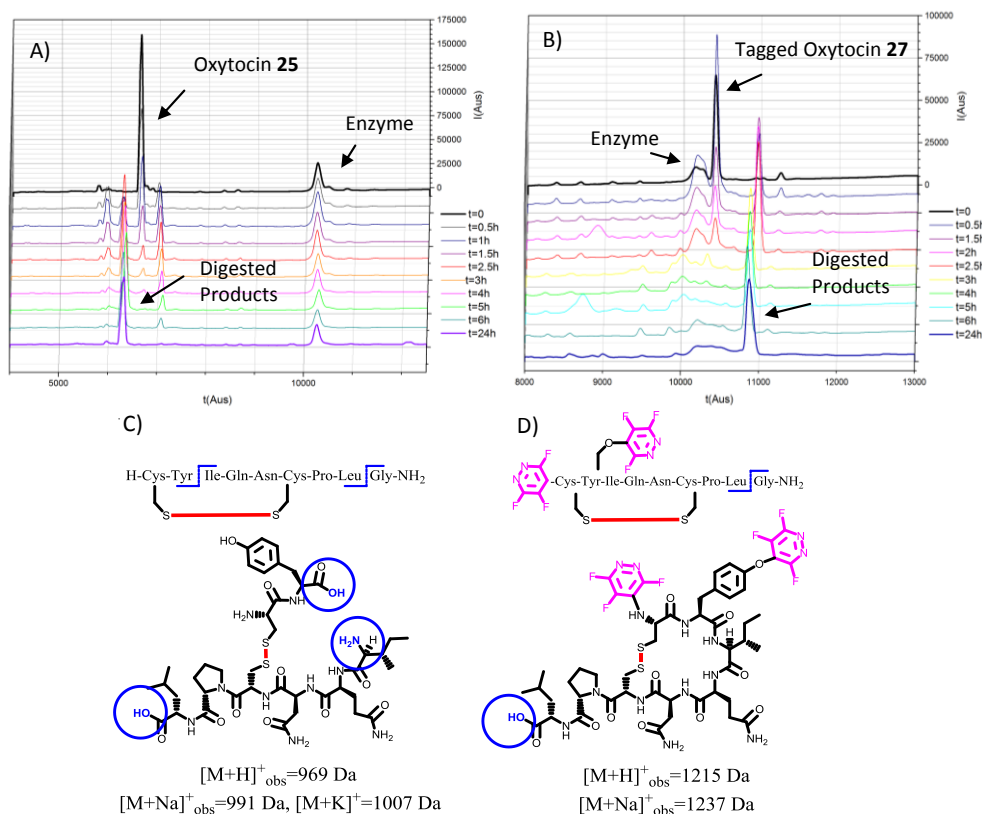 A)
Oxytocin 25
Enzyme
Digested
Products
175000
150000
125000
100000
75000
50000
25000
0
I(Aus)
t=0
t=0.5h
t=1h
t=1.5h
t=2.5h
t=3h
t=4h
t=5h
t=6h
t=24h
5000
10000
t(Aus)
B)
Tagged Oxytocin 27
Enzyme
Digested
Products
100000
75000
50000
25000
0
I(Aus)
t=0
t=0.5h
t=1.5h
t=2h
t=2.5h
t=3h
t=4h
t=5h
t=6h
t=24h
8000
9000
10000
11000
12000
13000
t(Aus)
C)
H-Cys-Tyr Ile-Gln-Asn-Cys-Pro-Leu Gly-NH2
S
S
HO
O
OH
NH
O
H2N
H2N
H
O
S
S
HN
O
HO
O
N
H
O
N
O
H
N
O
N
H
O
O
NH2
O
NH2
[M+H]+obs=969 Da
[M+Na]+obs=991 Da, [M+K]+=1007 Da
D)
F
O
N
N
F
F
F
N
N
F
F
-Cys-Tyr-Ile-Gln-Asn-Cys-Pro-Leu Gly-NH2
S
S
F
N
N
F
O
F
N
N
F
F
F
HN
O
H
N
O
HN
H
O
S
S
NH
O
HO
O
N
H
O
N
O
H
N
O
N
H
O
O
NH2
O
NH2
[M+H]+obs=1215 Da
[M+Na]+obs=1237 Da